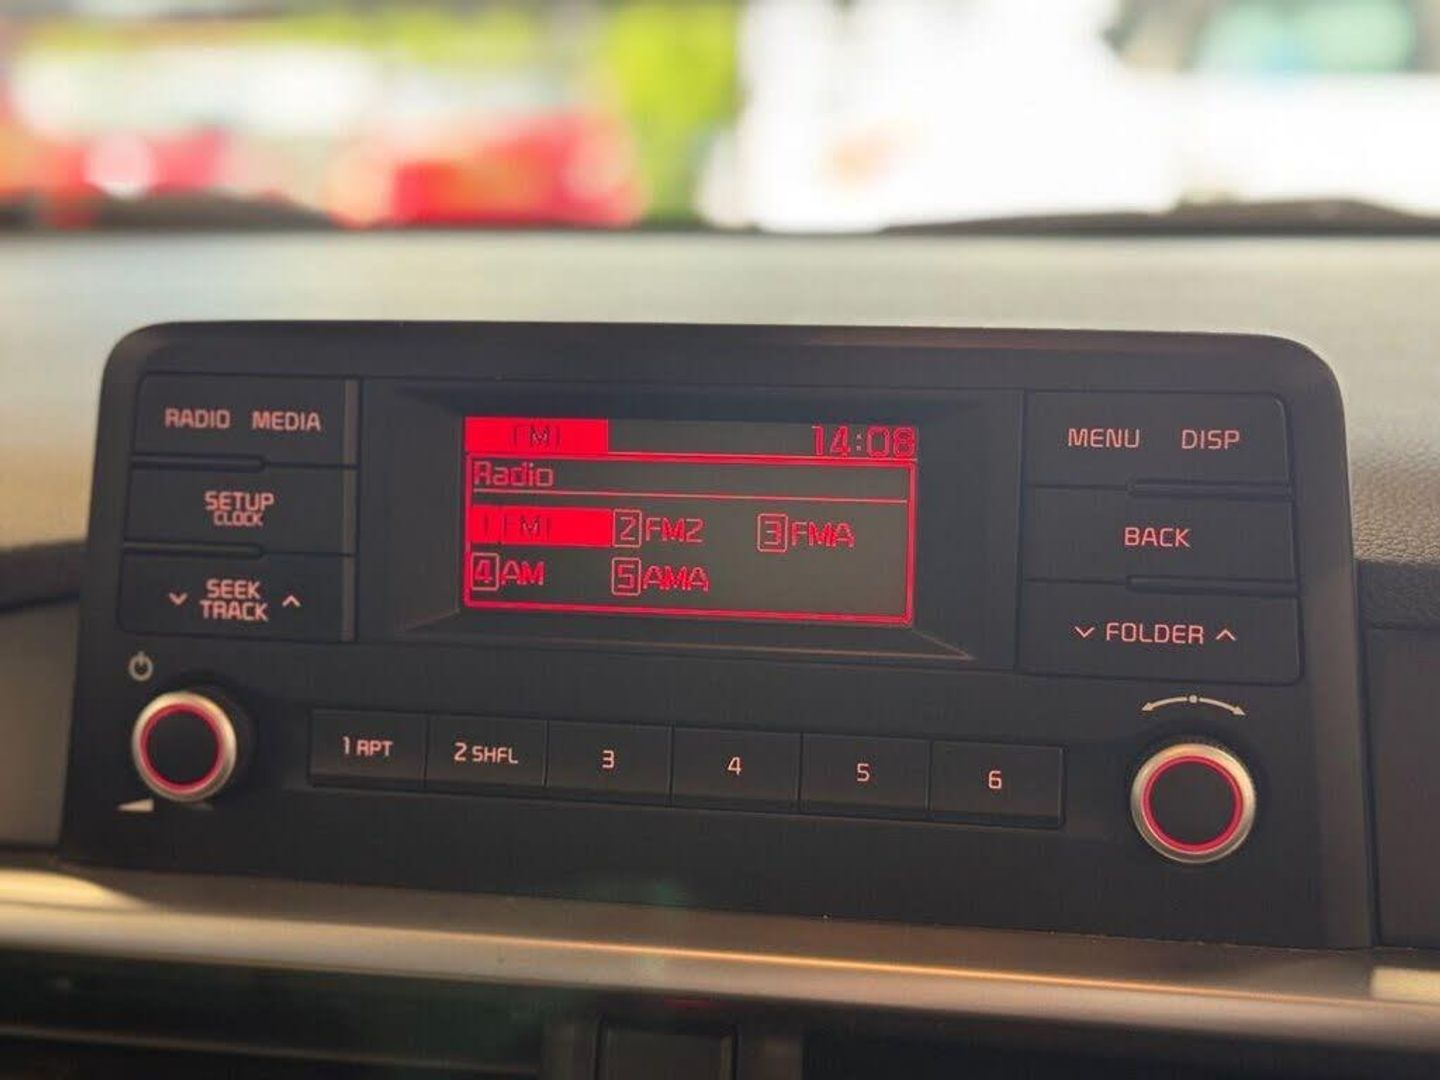 RADIO MEDIA
SETUP
CLOCK
SEEK
TRACK
FM1 14:08
Radio
1 FM1 2 FM2 3 FMA
4 AM 5 AMA
MENU DISP
BACK
FOLDER
1 RPT 2 SHFL 3 4 5 6